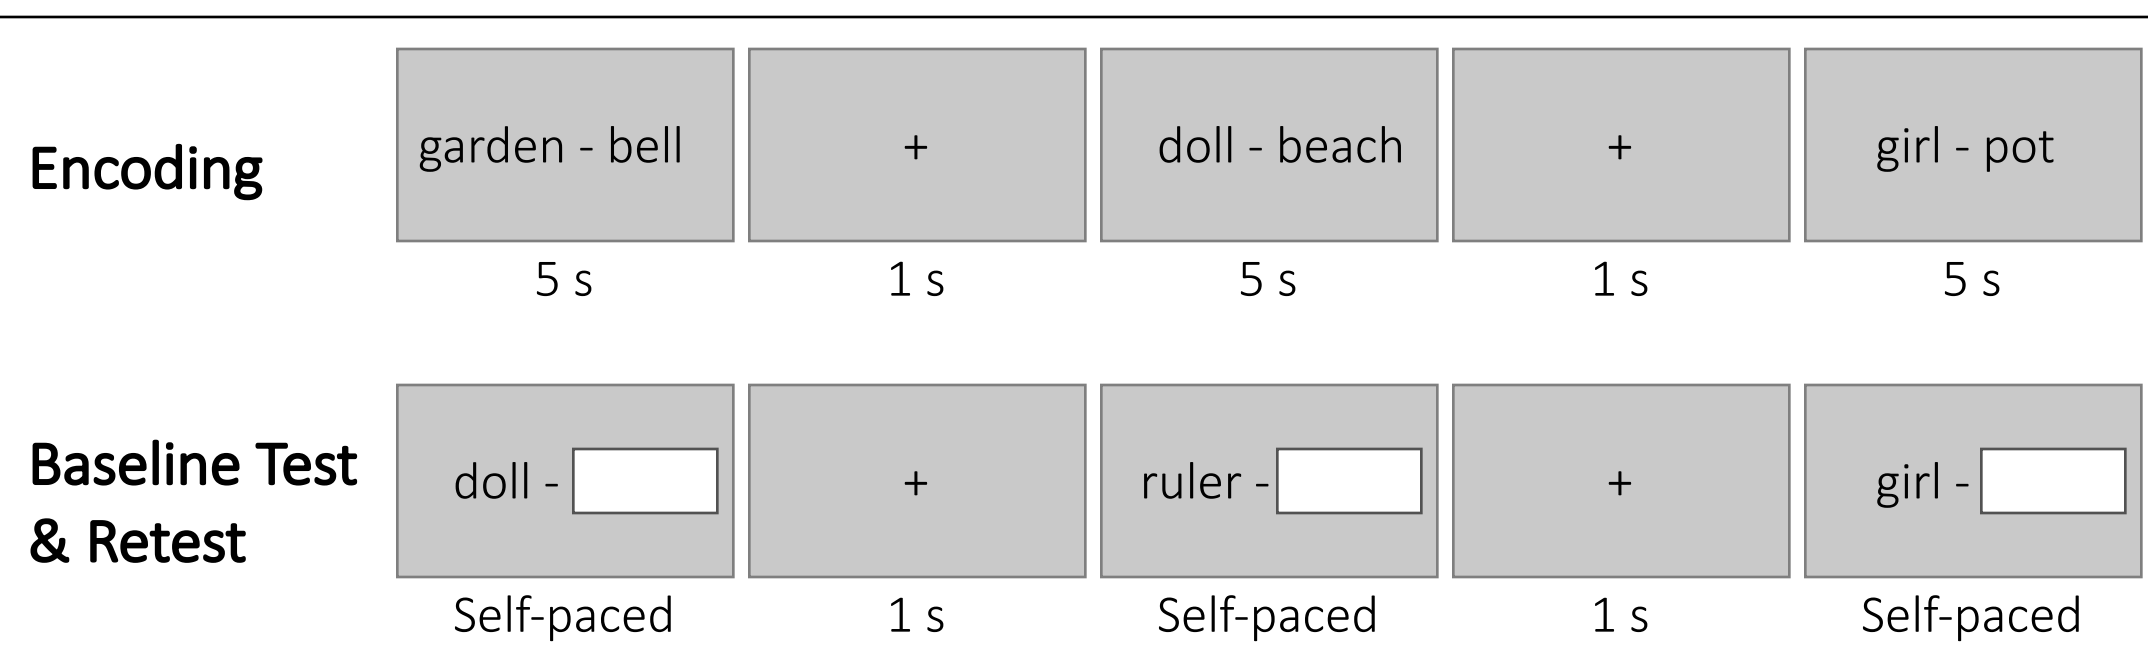 Encoding
garden - bell
+
doll - beach
+
girl - pot
5 s
1 s
5 s
1 s
5 s
Baseline Test
& Retest
doll -
+
ruler -
+
girl -
Self-paced
1 s
Self-paced
1 s
Self-paced